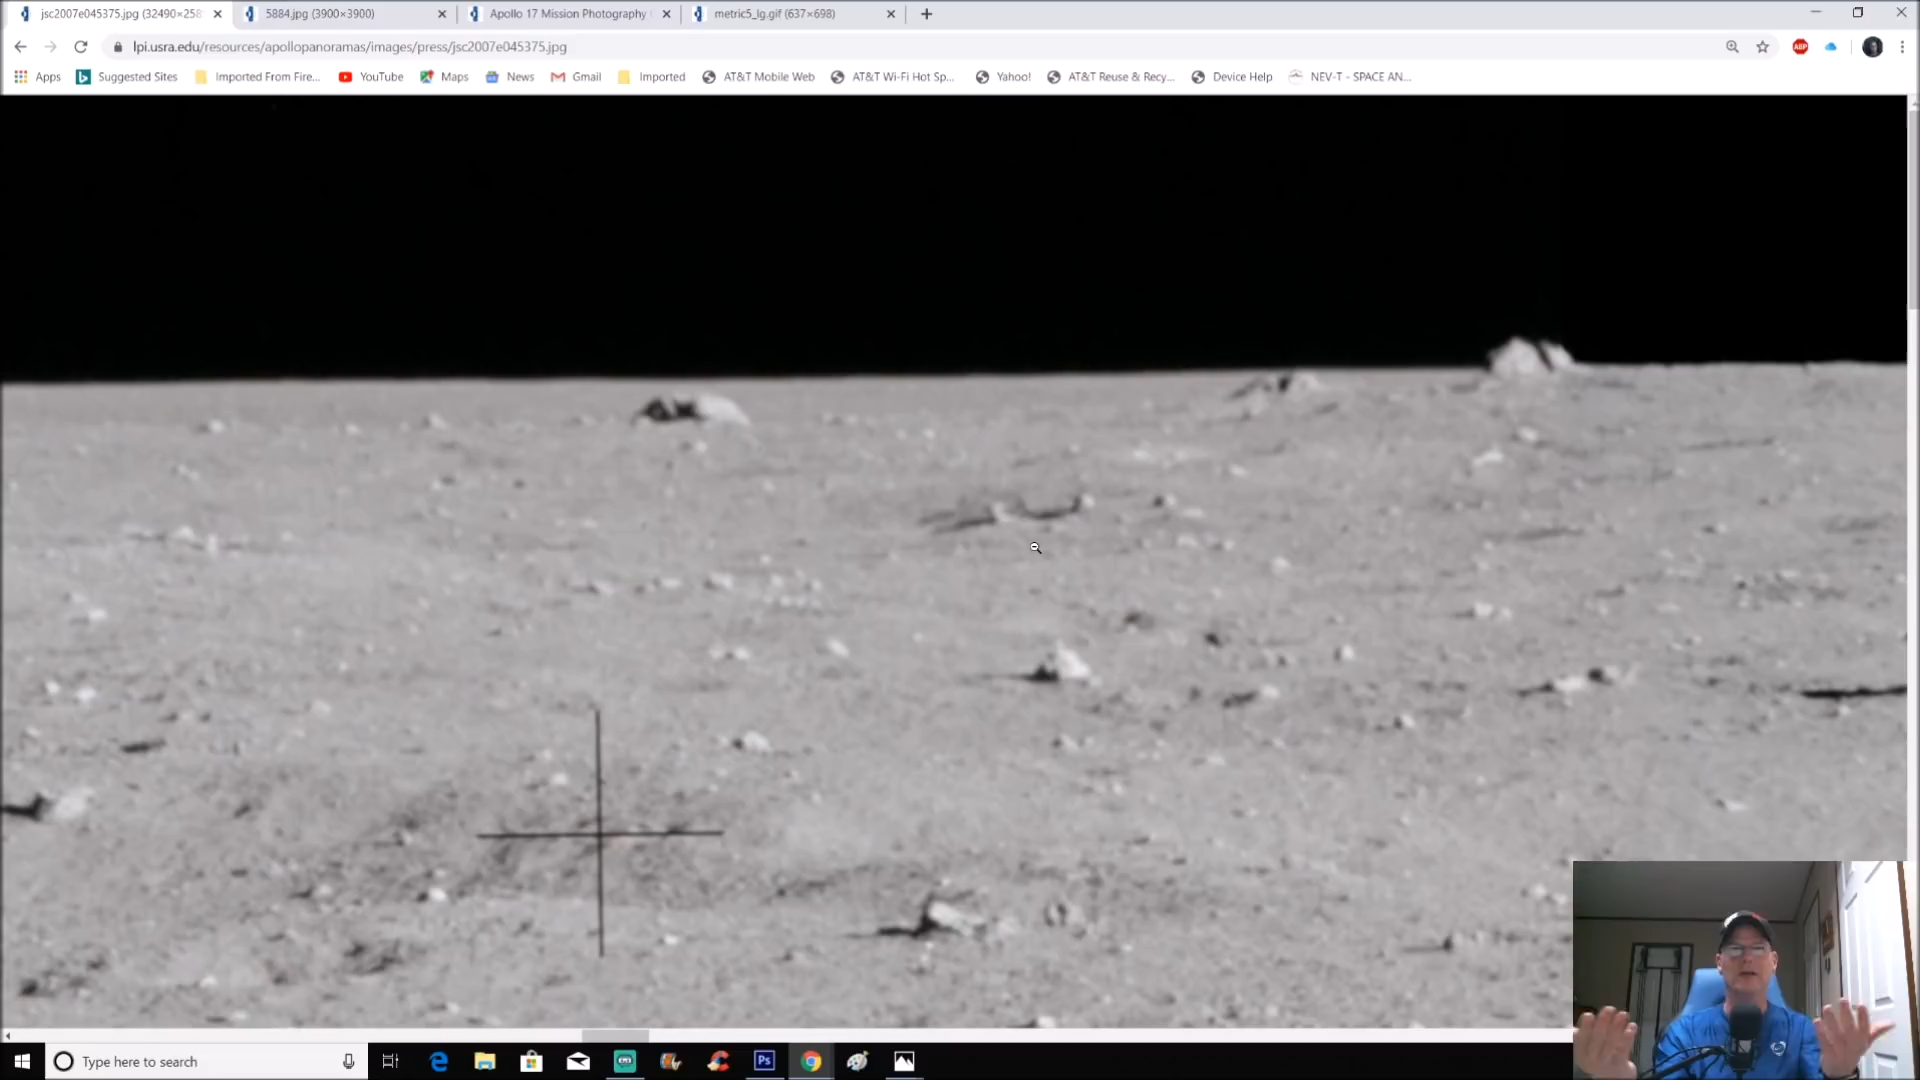 jsc2007e045375.jpg (32490×258
5884.jpg (3900×3900)
Apollo 17 Mission Photography
metric5_lg.gif (637×698)
lpi.usra.edu/resources/apollopanoramas/images/press/jsc2007e045375.jpg
ABP
Apps
Suggested Sites
Imported From Fire...
YouTube
Maps
News
Gmail
Imported
AT&T Mobile Web
AT&T Wi-Fi Hot Sp...
Yahoo!
AT&T Reuse & Recy...
Device Help
NEV-T - SPACE AN...
Type here to search
Ps